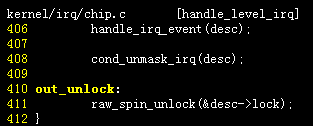 kernel/irq/chip.c [handle_level_irq]
406 handle_irq_event(desc);
407
408 cond_unmask_irq(desc);
409
410 out_unlock:
411 raw_spin_unlock(&desc->lock);
412 }